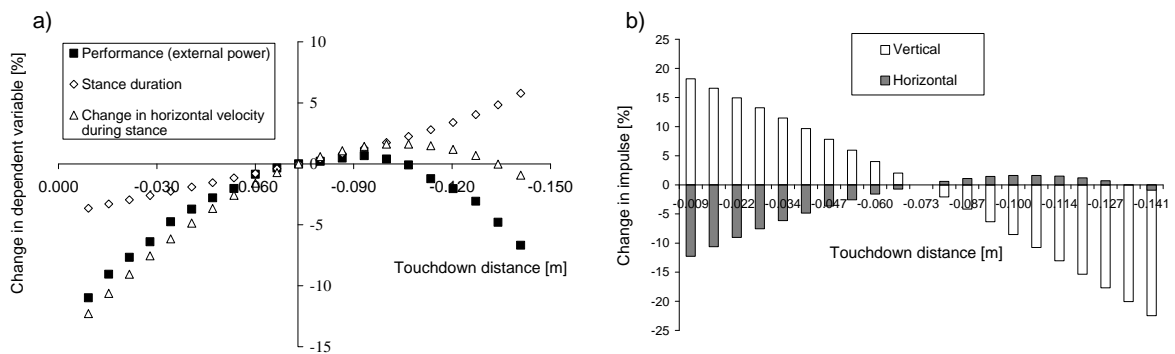 a)
10
Performance (external power)
Stance duration
Change in horizontal velocity
during stance
5
0
0.000
-0.030
-0.060
-0.090
-0.120
-0.150
-5
-10
-15
Change in dependent variable [%]
Touchdown distance [m]
b)
25
20
15
10
5
0
-5
-10
-15
-20
-25
Vertical
Horizontal
-0.009
-0.022
-0.034
-0.047
-0.060
-0.073
-0.087
-0.100
-0.114
-0.127
-0.141
Change in impulse [%]
Touchdown distance [m]